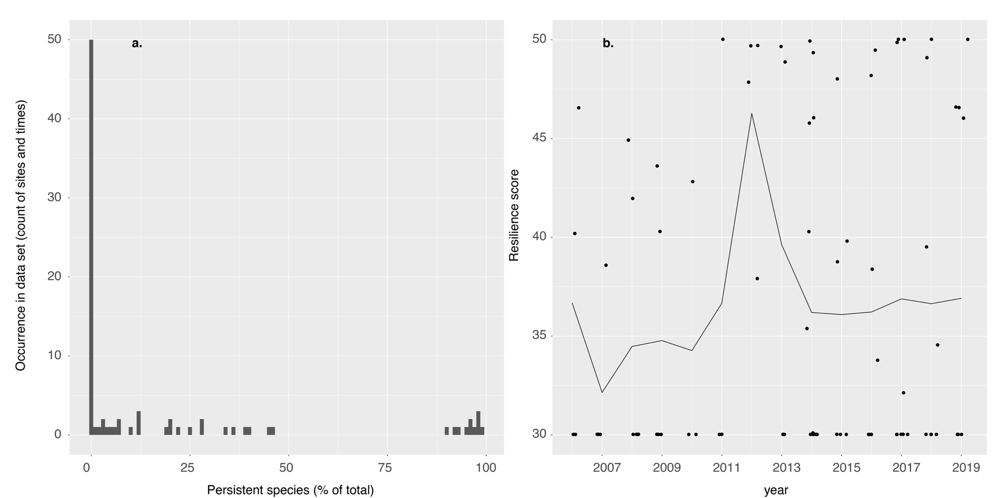 a.
50
40
30
20
10
0
Occurrence in data set (count of sites and times)
0 25 50 75 100
Persistent species (% of total)
b.
50
45
40
35
30
Resilience score
2007 2009 2011 2013 2015 2017 2019
year